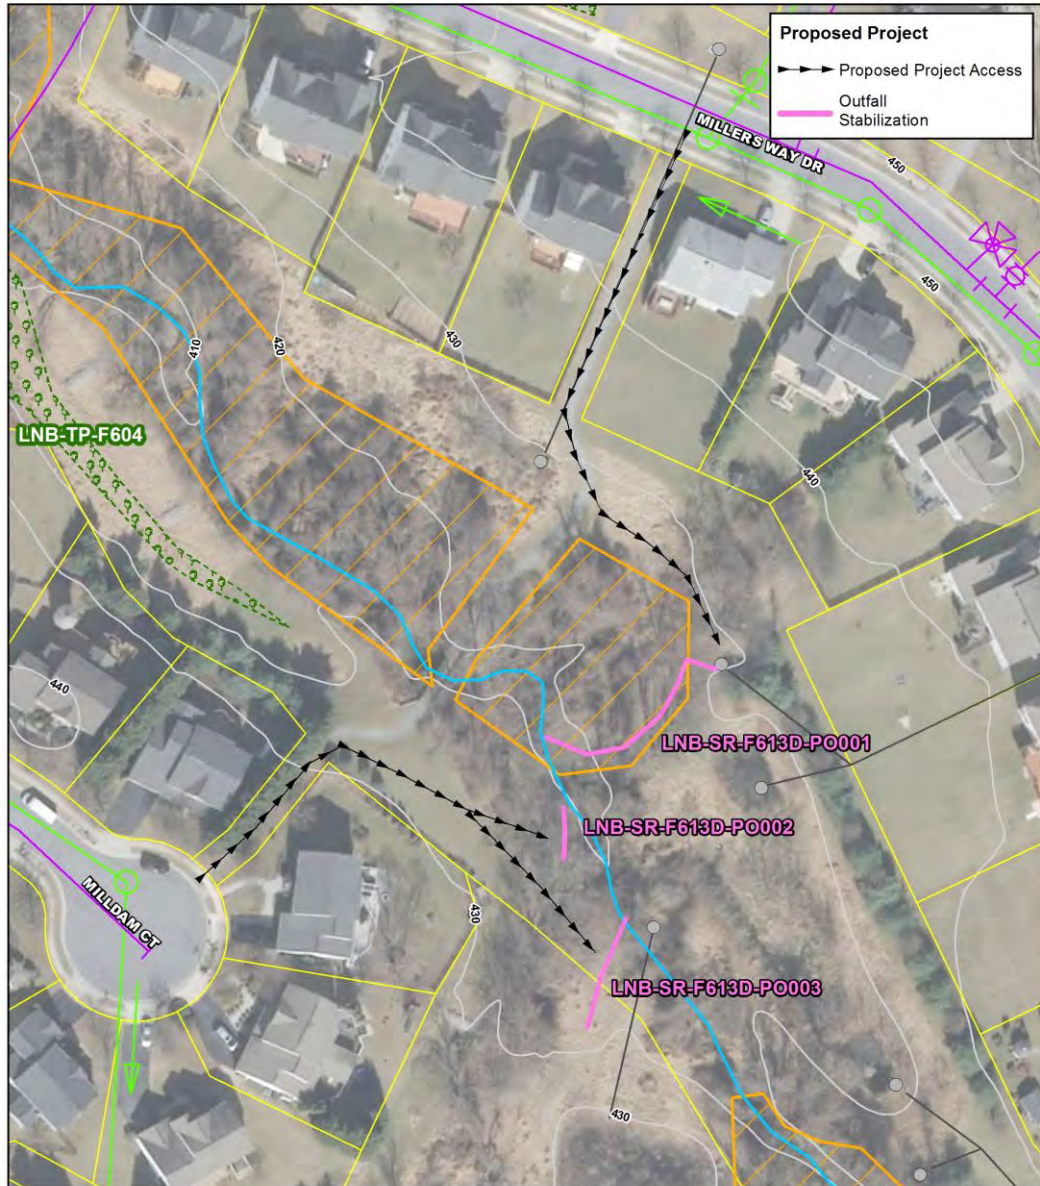 Proposed Project
Proposed Project Access
Outfall
Stabilization
MILLERS WAY DR
450
450
430
420
410
LNB-TP-F604
440
440
LNB-SR-F613D-PO001
LNB-SR-F613D-PO002
MILLDAM CT
430
LNB-SR-F613D-PO003
430